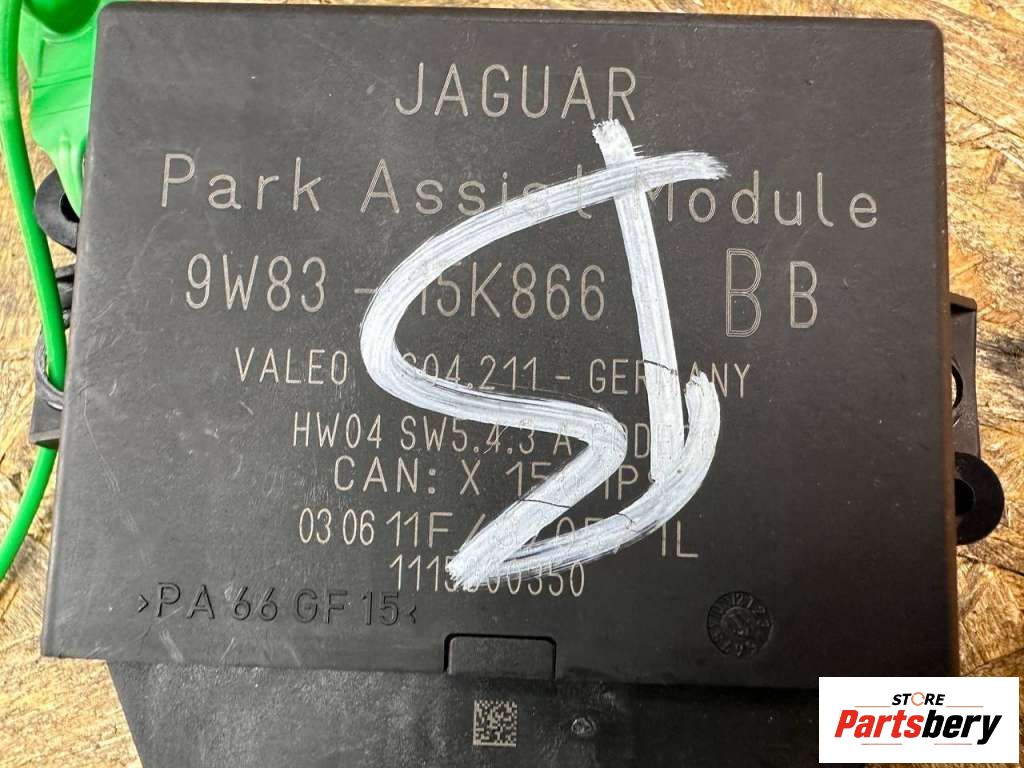 JAGUAR
Park Assist Module
9W83 - 15K866 BB
VALEO - GERMANY
HW04 SW5.4.3
CAN: X
03 06 11F 1L
>PA 66 GF 15<
STORE
Partsbery